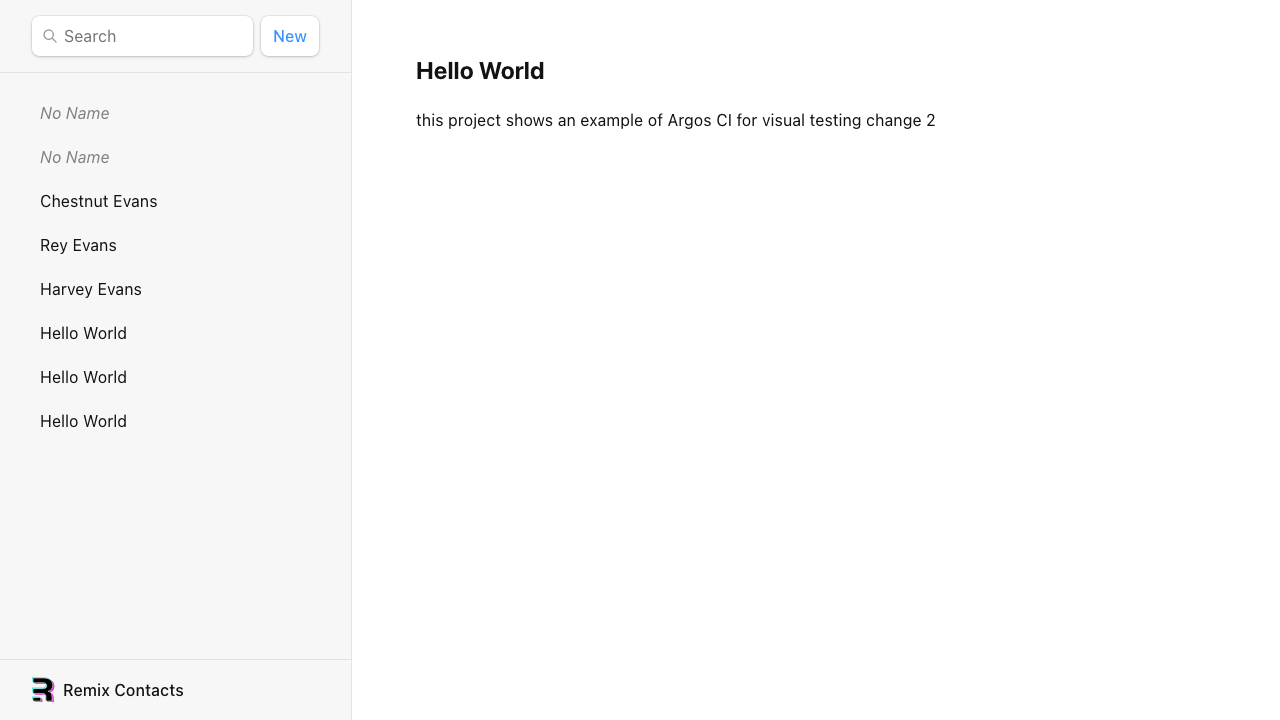 Search
New
No Name
No Name
Chestnut Evans
Rey Evans
Harvey Evans
Hello World
Hello World
Hello World
Remix Contacts
Hello World
this project shows an example of Argos CI for visual testing change 2